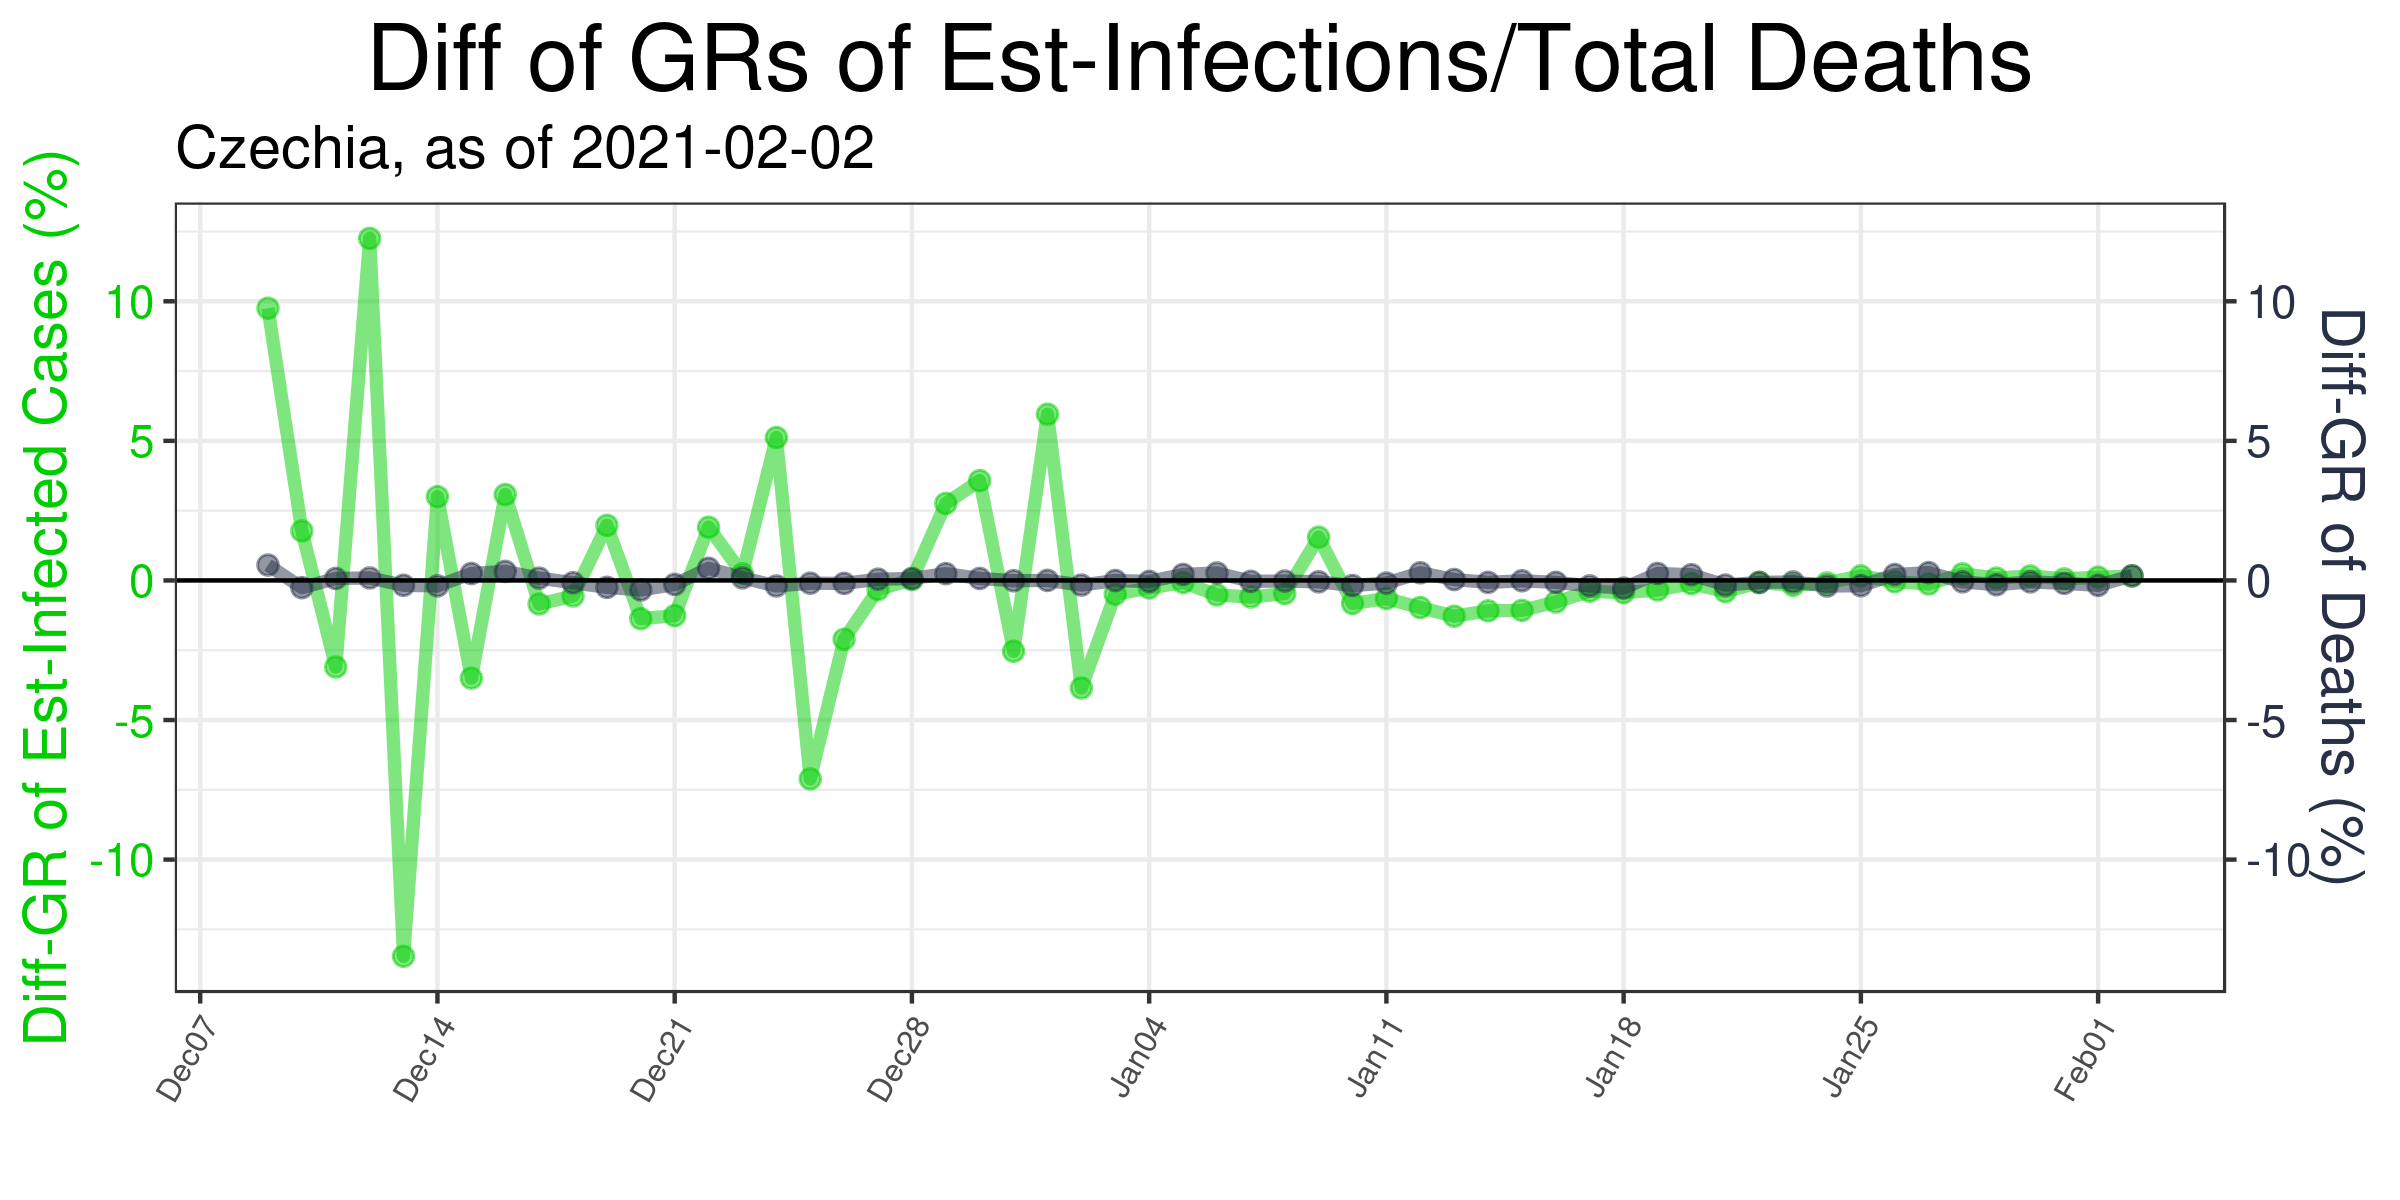 Diff of GRs of Est-Infections/Total Deaths
Czechia, as of 2021-02-02
Diff-GR of Est-Infected Cases (%)
10
5
0
-5
-10
10
5
0
-5
-10
Diff-GR of Deaths (%)
Dec07
Dec14
Dec21
Dec28
Jan04
Jan11
Jan18
Jan25
Feb01